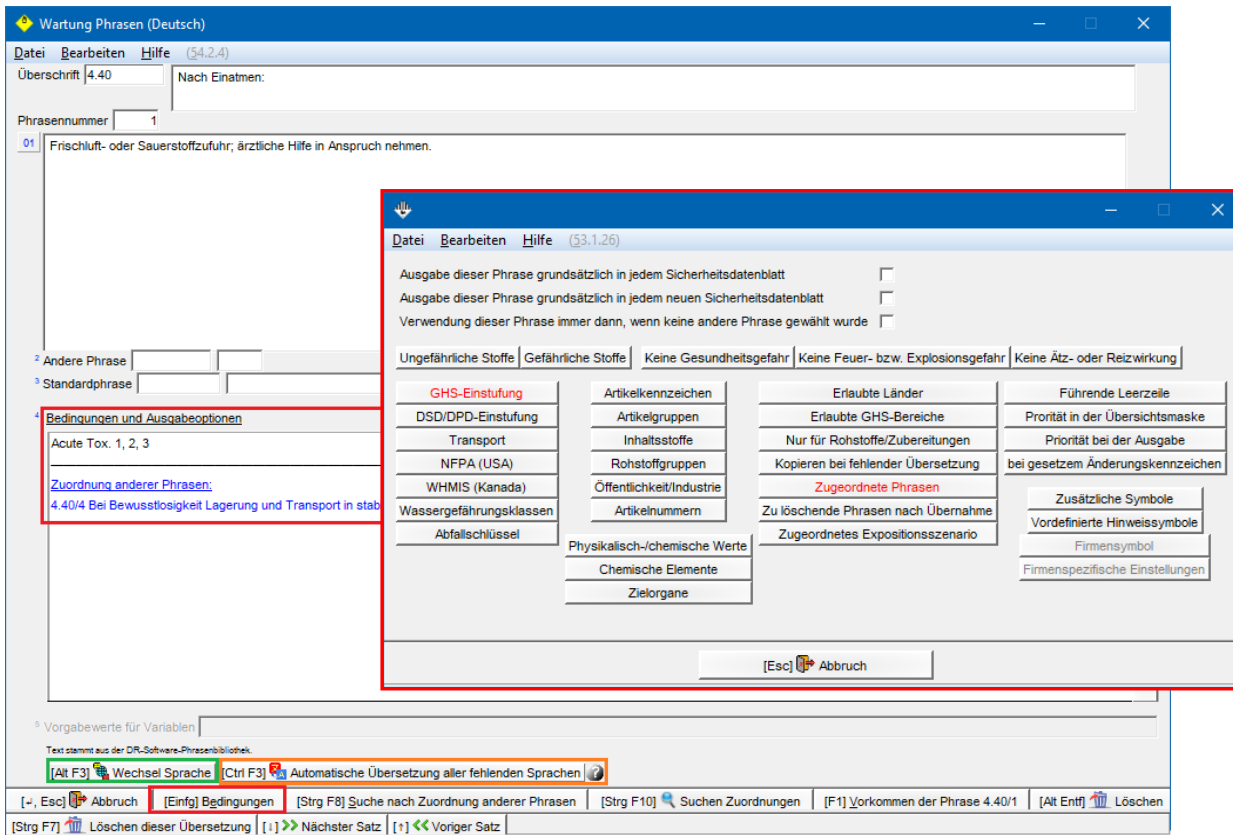 Wartung Phrasen (Deutsch)
Datei Bearbeiten Hilfe (54.2.4)
Überschrift 4.40 Nach Einatmen:
Phrasennummer 1
01 Frischluft- oder Sauerstoffzufuhr; ärztliche Hilfe in Anspruch nehmen.
2 Andere Phrase
3 Standardphrase
4 Bedingungen und Ausgabeoptionen
Acute Tox. 1, 2, 3
Zuordnung anderer Phrasen:
4.40/4 Bei Bewusstlosigkeit Lagerung und Transport in stab
5 Vorgabewerte für Variablen
Text stammt aus der DR-Software-Phrasenbibliothek.
[Alt F3] Wechsel Sprache [Ctrl F3] Automatische Übersetzung aller fehlenden Sprachen ?
[↲, Esc] Abbruch [Einfg] Bedingungen [Strg F8] Suche nach Zuordnung anderer Phrasen [Strg F10] Suchen Zuordnungen [F1] Vorkommen der Phrase 4.40/1 [Alt Entf] Löschen
[Strg F7] Löschen dieser Übersetzung [↓] >> Nächster Satz [↑] << Voriger Satz
Datei Bearbeiten Hilfe (53.1.26)
Ausgabe dieser Phrase grundsätzlich in jedem Sicherheitsdatenblatt
Ausgabe dieser Phrase grundsätzlich in jedem neuen Sicherheitsdatenblatt
Verwendung dieser Phrase immer dann, wenn keine andere Phrase gewählt wurde
Ungefährliche Stoffe Gefährliche Stoffe Keine Gesundheitsgefahr Keine Feuer- bzw. Explosionsgefahr Keine Ätz- oder Reizwirkung
GHS-Einstufung Artikelkennzeichen Erlaubte Länder Führende Leerzeile
DSD/DPD-Einstufung Artikelgruppen Erlaubte GHS-Bereiche Prorität in der Übersichtsmaske
Transport Inhaltsstoffe Nur für Rohstoffe/Zubereitungen Priorität bei der Ausgabe
NFPA (USA) Rohstoffgruppen Kopieren bei fehlender Übersetzung bei gesetzem Änderungskennzeichen
WHMIS (Kanada) Öffentlichkeit/Industrie Zugeordnete Phrasen Zusätzliche Symbole
Wassergefährungsklassen Artikelnummern Zu löschende Phrasen nach Übernahme Vordefinierte Hinweissymbole
Abfallschlüssel Physikalisch-/chemische Werte Zugeordnetes Expositionsszenario Firmensymbol
Chemische Elemente Firmenspezifische Einstellungen
Zielorgane
[Esc] Abbruch